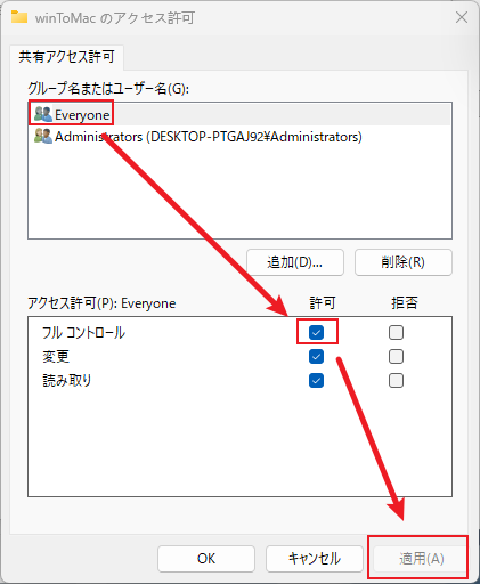 winToMac のアクセス許可
共有アクセス許可
グループ名またはユーザー名(G):
Everyone
Administrators (DESKTOP-PTGAJ92¥Administrators)
追加(D)...
削除(R)
アクセス許可(P): Everyone 許可 拒否
フル コントロール
変更
読み取り
OK キャンセル 適用(A)